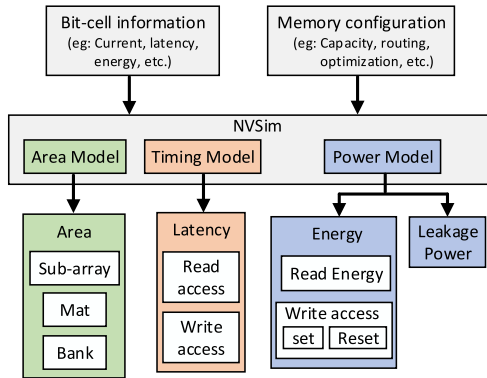 Bit-cell information
(eg: Current, latency,
energy, etc.)
Memory configuration
(eg: Capacity, routing,
optimization, etc.)
NVSim
Area Model
Timing Model
Power Model
Area
Sub-array
Mat
Bank
Latency
Read
access
Write
access
Energy
Read Energy
Write access
set
Reset
Leakage
Power